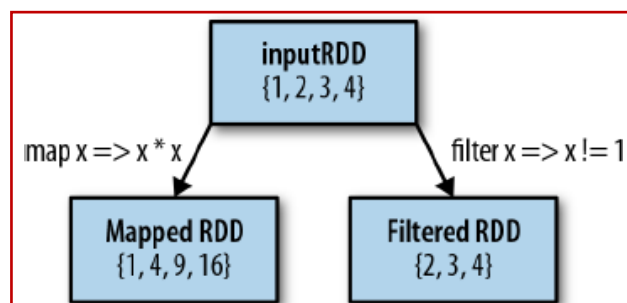 inputRDD
{1, 2, 3, 4}
map x => x * x
filter x => x != 1
Mapped RDD
{1, 4, 9, 16}
Filtered RDD
{2, 3, 4}